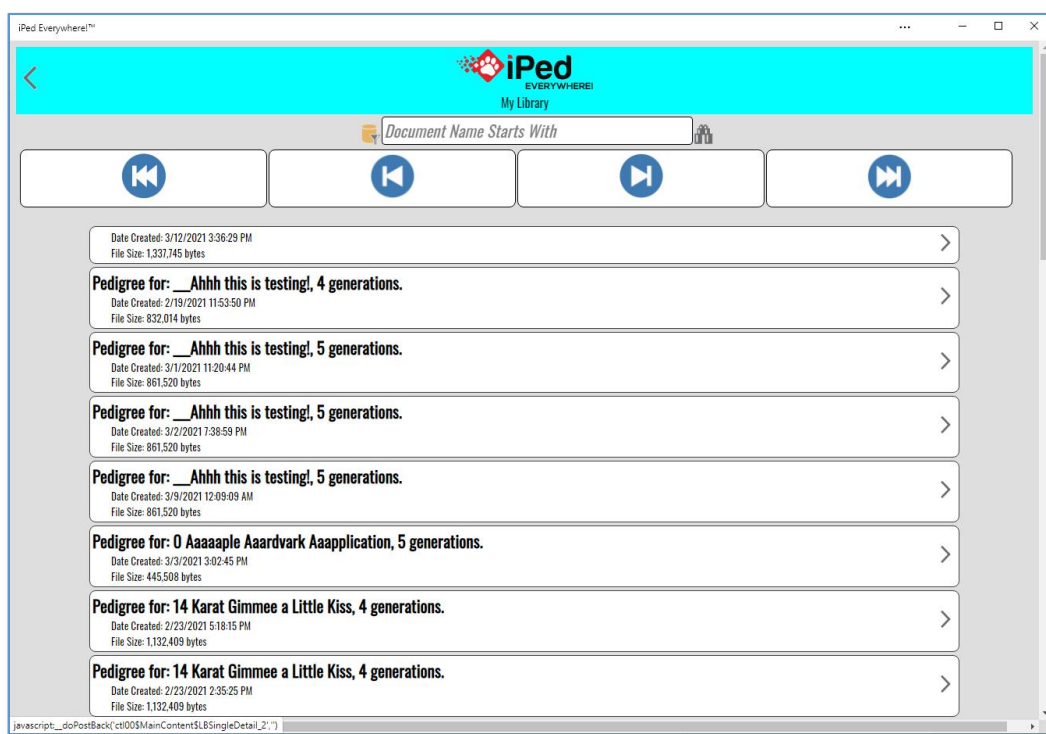 iPed Everywhere!™
iPed
EVERYWHERE!
My Library
Document Name Starts With
Date Created: 3/12/2021 3:36:29 PM
File Size: 1,337,745 bytes
Pedigree for: __Ahhh this is testing!, 4 generations.
Date Created: 2/19/2021 11:53:50 PM
File Size: 832,014 bytes
Pedigree for: __Ahhh this is testing!, 5 generations.
Date Created: 3/1/2021 11:20:44 PM
File Size: 861,520 bytes
Pedigree for: __Ahhh this is testing!, 5 generations.
Date Created: 3/2/2021 7:38:59 PM
File Size: 861,520 bytes
Pedigree for: __Ahhh this is testing!, 5 generations.
Date Created: 3/9/2021 12:09:09 AM
File Size: 861,520 bytes
Pedigree for: 0 Aaaaaple Aaardvark Aaapplication, 5 generations.
Date Created: 3/3/2021 3:02:45 PM
File Size: 445,508 bytes
Pedigree for: 14 Karat Gimmee a Little Kiss, 4 generations.
Date Created: 2/23/2021 5:18:15 PM
File Size: 1,132,409 bytes
Pedigree for: 14 Karat Gimmee a Little Kiss, 4 generations.
Date Created: 2/23/2021 2:35:25 PM
File Size: 1,132,409 bytes
javascript:__doPostBack('ctl00$MainContent$LBSingleDetail_2','')